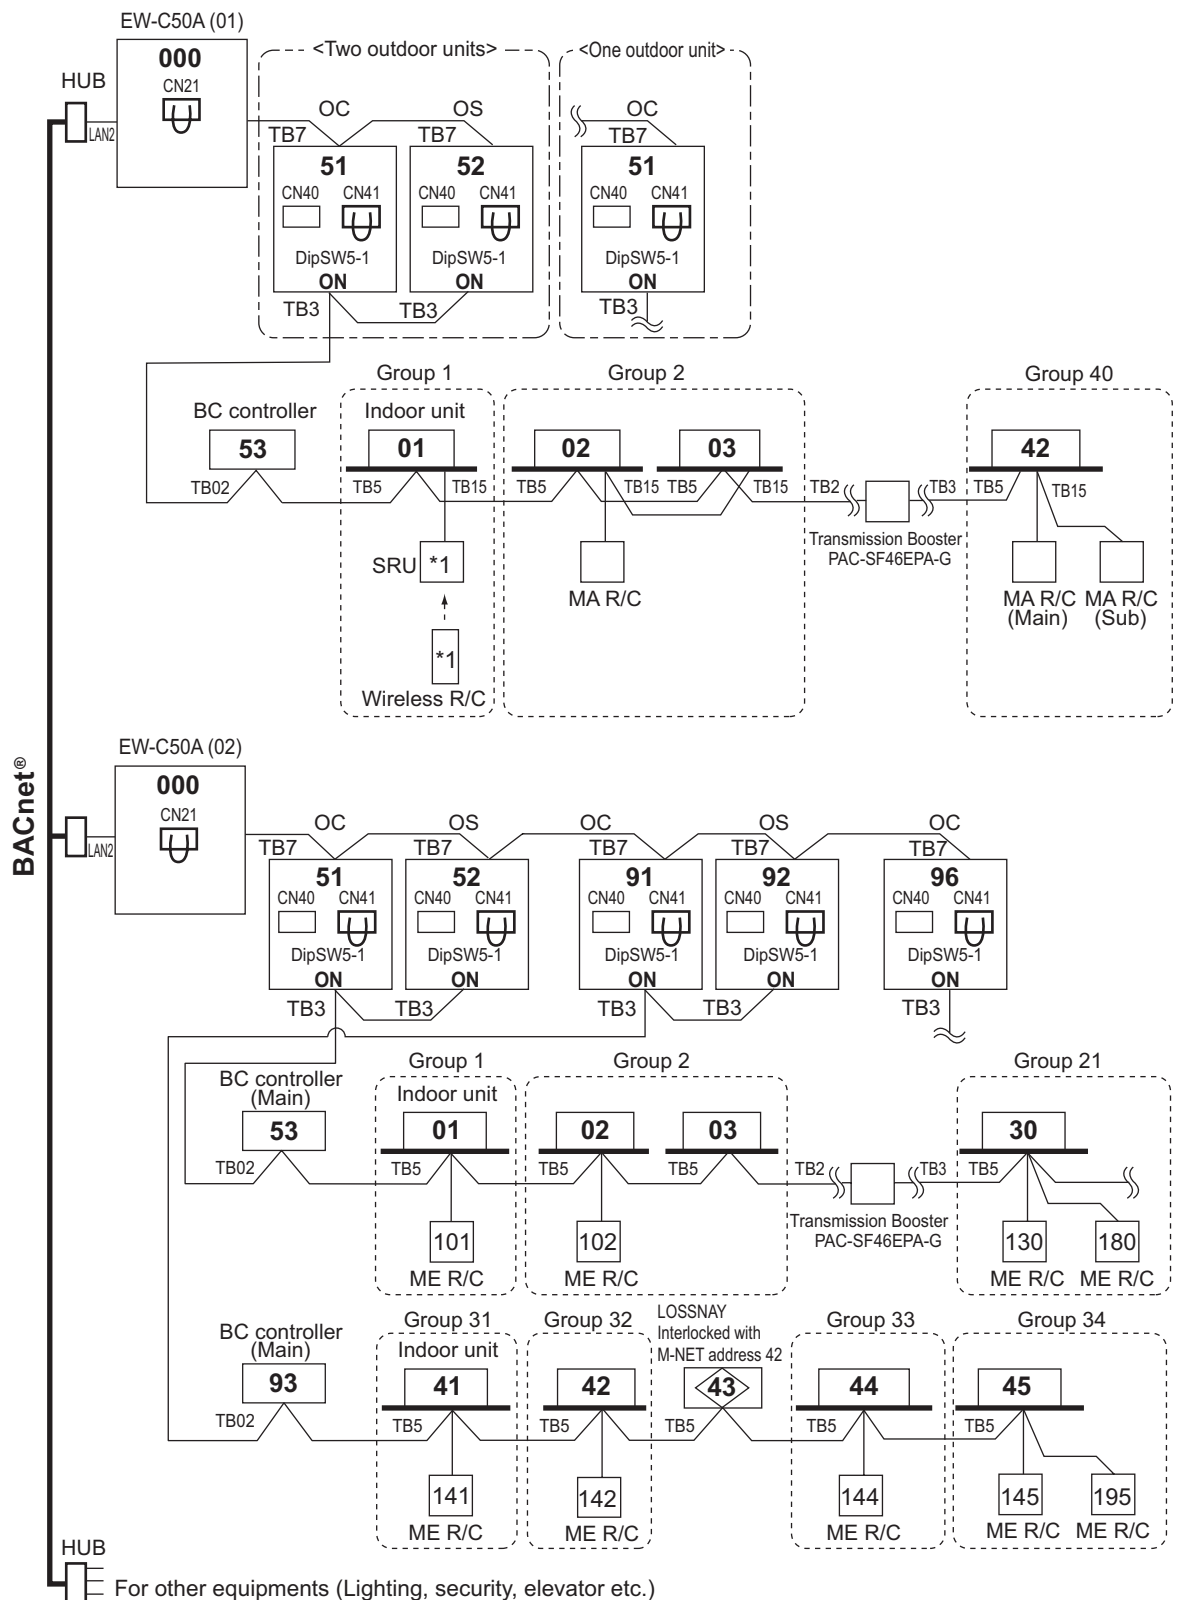 EW-C50A (01)
000
CN21
HUB
LAN2
<Two outdoor units>
<One outdoor unit>
OC OS OC
TB7 TB7 TB7
51 52 51
CN40 CN41 CN40 CN41 CN40 CN41
DipSW5-1 DipSW5-1 DipSW5-1
ON ON ON
TB3 TB3 TB3
Group 1 Group 2 Group 40
BC controller Indoor unit
53 01 02 03 42
TB02 TB5 TB15 TB5 TB15 TB5 TB15 TB2 TB3 TB5 TB15
Transmission Booster
PAC-SF46EPA-G
SRU *1
MA R/C
MA R/C MA R/C
(Main) (Sub)
*1
Wireless R/C
BACnet®
EW-C50A (02)
000
CN21
LAN2
OC OS OC OS OC
TB7 TB7 TB7 TB7 TB7
51 52 91 92 96
CN40 CN41 CN40 CN41 CN40 CN41 CN40 CN41 CN40 CN41
DipSW5-1 DipSW5-1 DipSW5-1 DipSW5-1 DipSW5-1
ON ON ON ON ON
TB3 TB3 TB3 TB3 TB3
Group 1 Group 2 Group 21
BC controller
(Main)
Indoor unit
53 01 02 03 30
TB02 TB5 TB5 TB5 TB2 TB3 TB5
Transmission Booster
PAC-SF46EPA-G
101 102 130 180
ME R/C ME R/C ME R/C ME R/C
Group 31 Group 32 Group 33 Group 34
LOSSNAY
Interlocked with
M-NET address 42
BC controller
(Main)
Indoor unit
93 41 42 43 44 45
TB02 TB5 TB5 TB5 TB5 TB5
141 142 144 145 195
ME R/C ME R/C ME R/C ME R/C ME R/C
HUB
For other equipments (Lighting, security, elevator etc.)